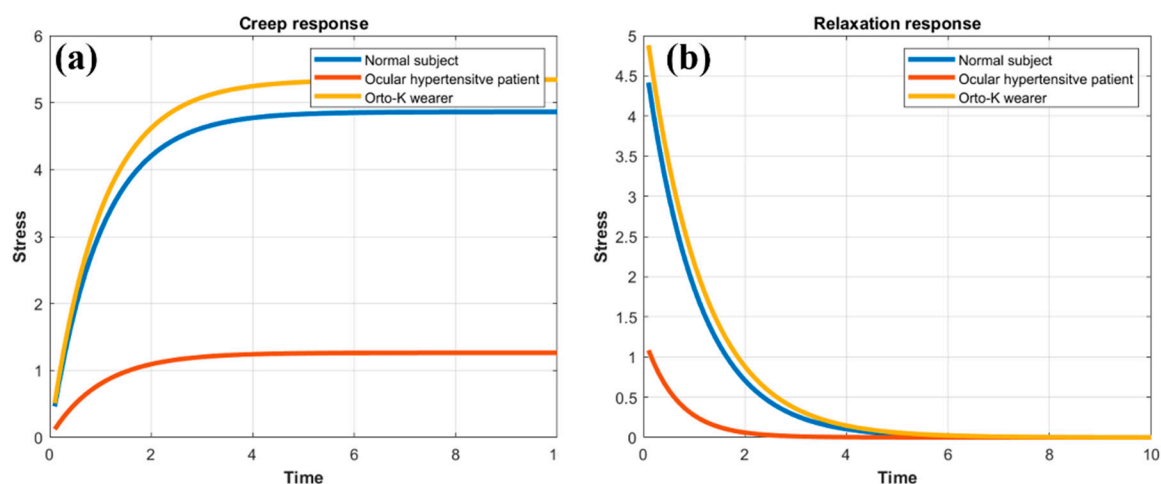 Creep response
(a)
Normal subject
Ocular hypertensitve patient
Orto-K wearer
6
5
4
3
2
1
0
Stress
0
2
4
6
8
1
Time
Relaxation response
(b)
Normal subject
Ocular hypertensitve patient
Orto-K wearer
5
4.5
4
3.5
3
2.5
2
1.5
1
0.5
0
Stress
0
2
4
6
8
10
Time